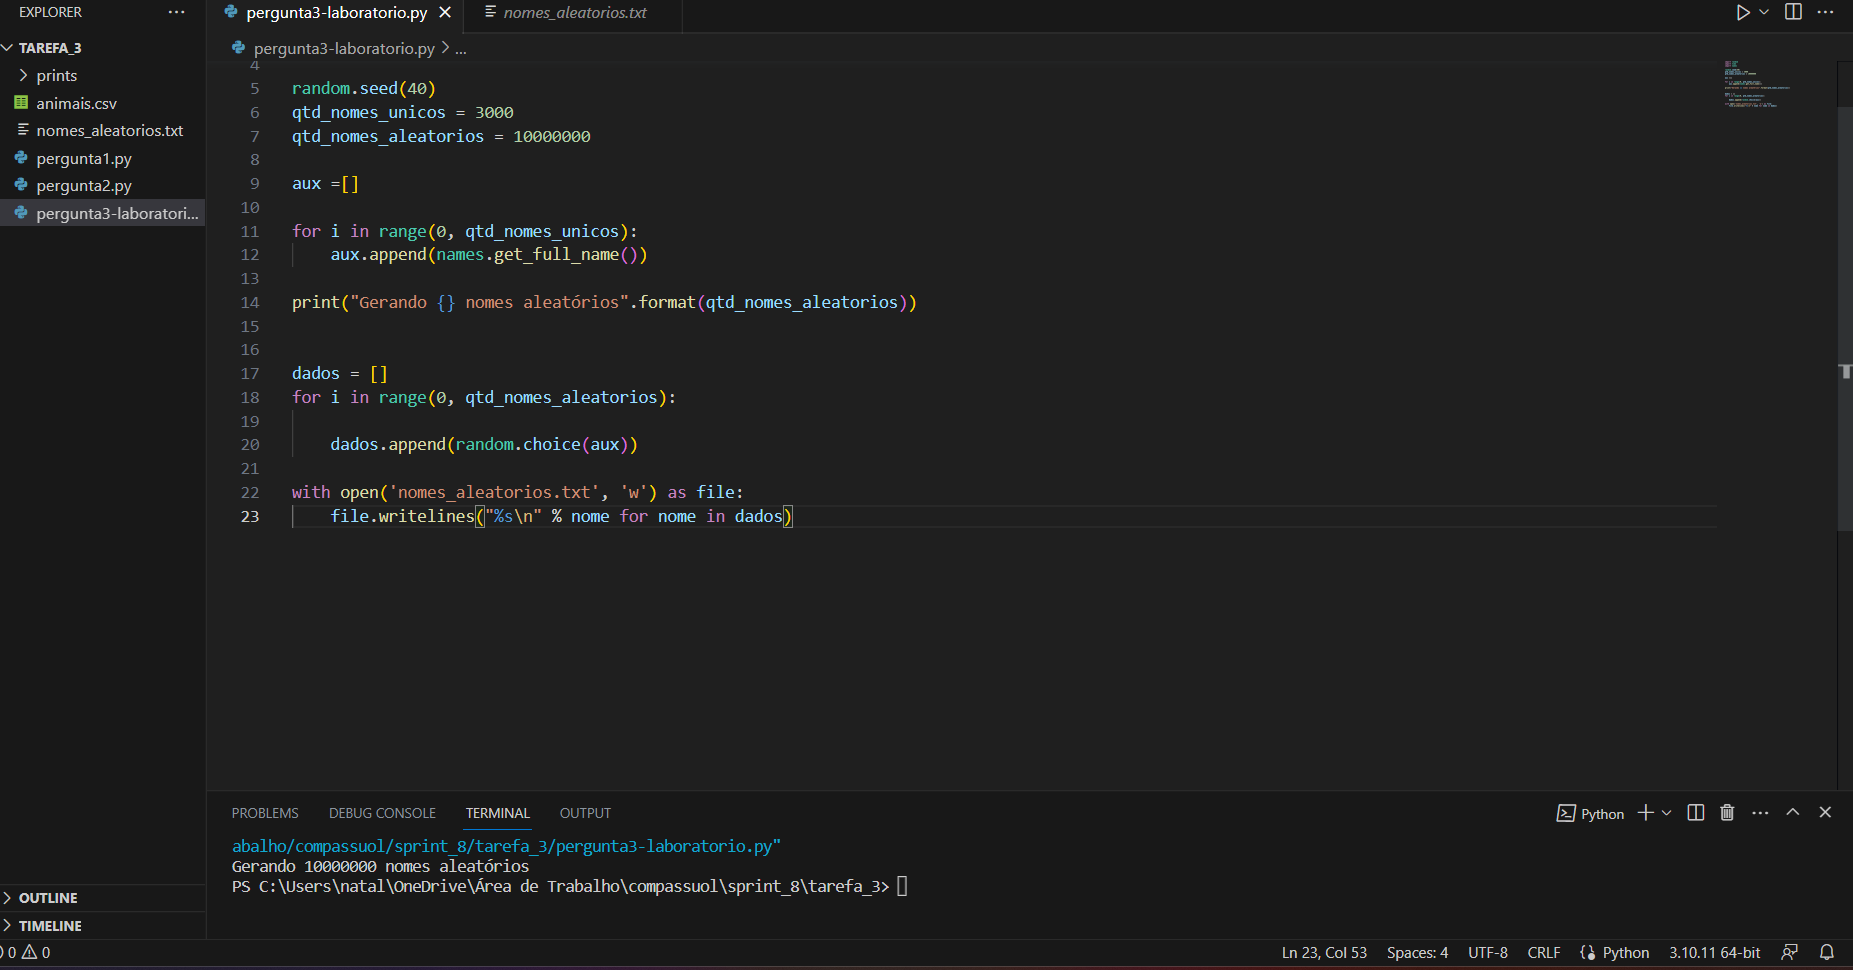 EXPLORER
pergunta3-laboratorio.py
nomes_aleatorios.txt
TAREFA_3
prints
animais.csv
nomes_aleatorios.txt
pergunta1.py
pergunta2.py
pergunta3-laboratori...
pergunta3-laboratorio.py > ...
4
5 random.seed(40)
6 qtd_nomes_unicos = 3000
7 qtd_nomes_aleatorios = 10000000
8
9 aux =[]
10
11 for i in range(0, qtd_nomes_unicos):
12     aux.append(names.get_full_name())
13
14 print("Gerando {} nomes aleatórios".format(qtd_nomes_aleatorios))
15
16
17 dados = []
18 for i in range(0, qtd_nomes_aleatorios):
19
20     dados.append(random.choice(aux))
21
22 with open('nomes_aleatorios.txt', 'w') as file:
23     file.writelines("%s\n" % nome for nome in dados)
PROBLEMS DEBUG CONSOLE TERMINAL OUTPUT
Python
abalho/compassuol/sprint_8/tarefa_3/pergunta3-laboratorio.py"
Gerando 10000000 nomes aleatórios
PS C:\Users\natal\OneDrive\Área de Trabalho\compassuol\sprint_8\tarefa_3>
OUTLINE
TIMELINE
0 0
Ln 23, Col 53 Spaces: 4 UTF-8 CRLF Python 3.10.11 64-bit